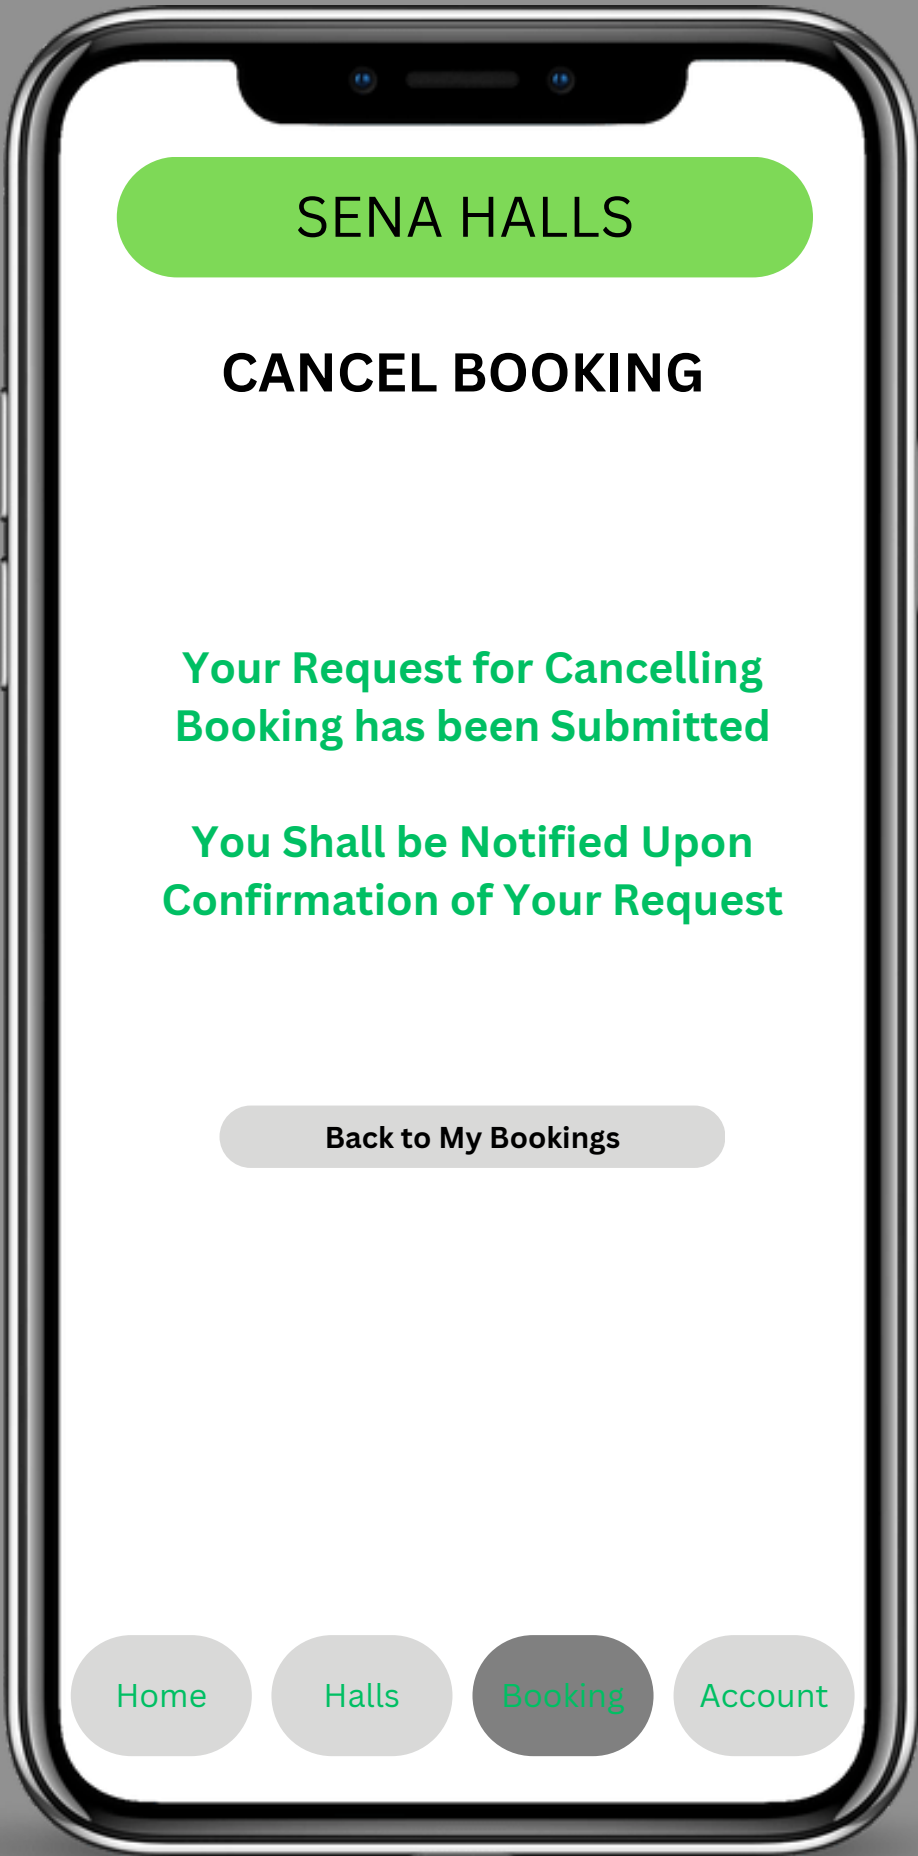 SENA HALLS
CANCEL BOOKING
Your Request for Cancelling
Booking has been Submitted
You Shall be Notified Upon
Confirmation of Your Request
Back to My Bookings
Home
Halls
Booking
Account